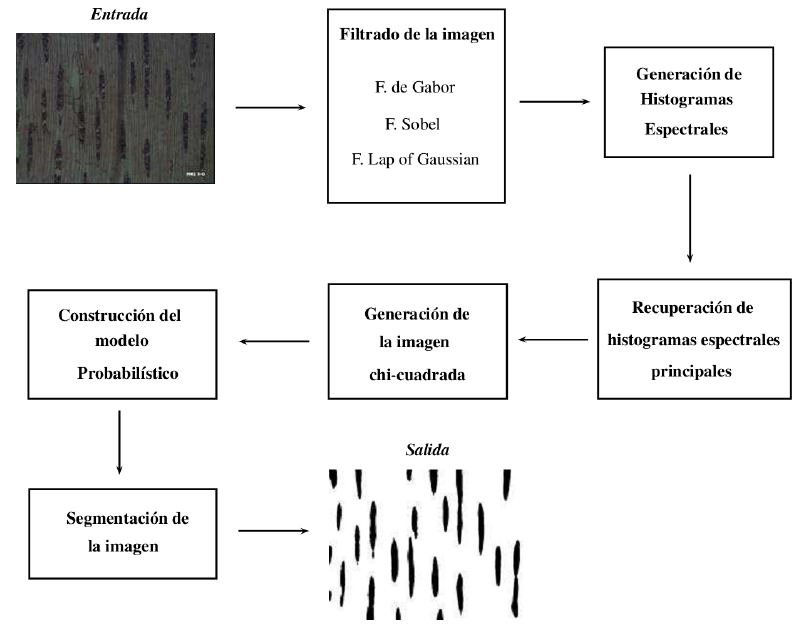 Entrada
Filtrado de la imagen
F. de Gabor
F. Sobel
F. Lap of Gaussian
Generación de
Histogramas
Espectrales
Recuperación de
histogramas espectrales
principales
Generación de
la imagen
chi-cuadrada
Construcción del
modelo
Probabilístico
Segmentación de
la imagen
Salida